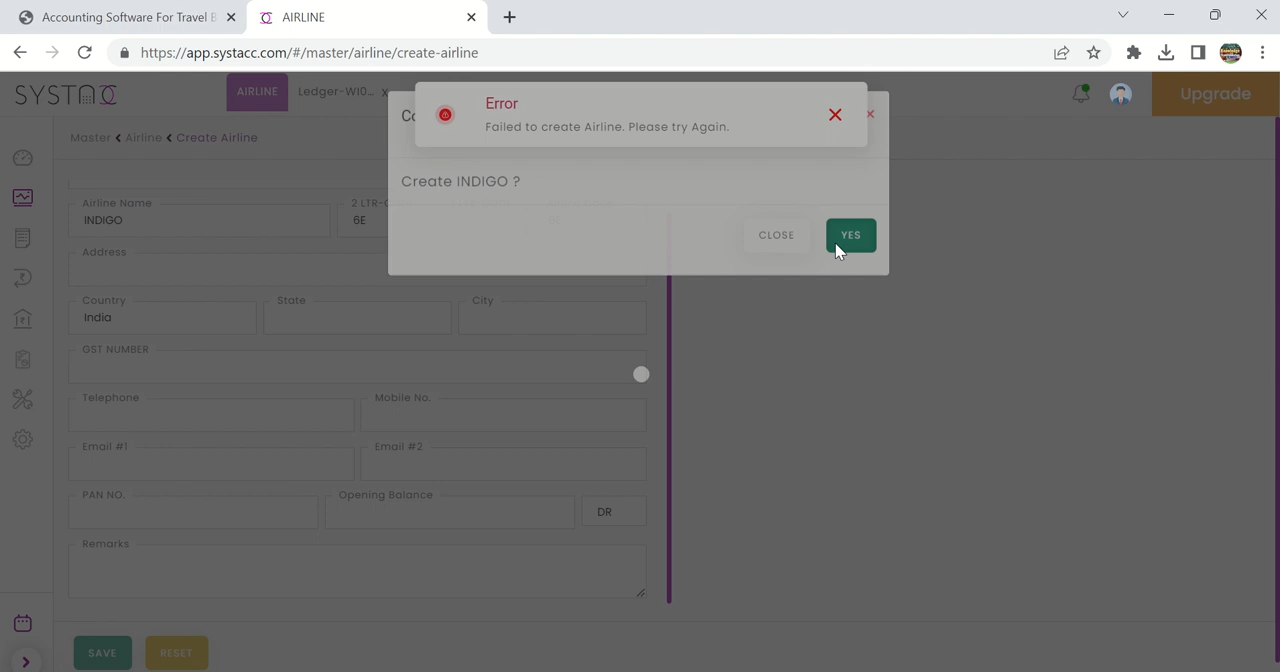 Accounting Software For Travel B
AIRLINE
https://app.systacc.com/#/master/airline/create-airline
SYSTACC
AIRLINE
Ledger-WI0... x
Upgrade
Error
Failed to create Airline. Please try Again.
Master < Airline < Create Airline
Create INDIGO ?
CLOSE
YES
Airline Name
INDIGO
6E
Address
Country
India
State
City
GST NUMBER
Telephone
Mobile No.
Email #1
Email #2
PAN NO.
Opening Balance
DR
Remarks
SAVE
RESET